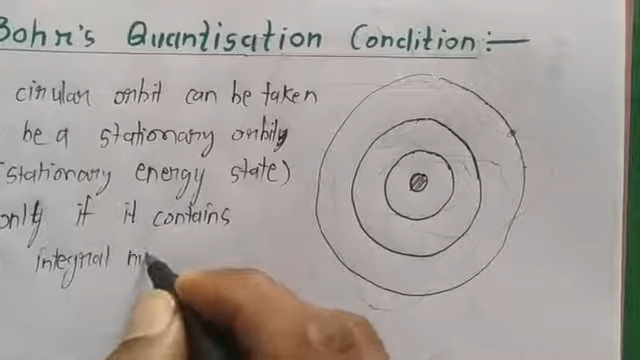 Bohr's Quantisation Condition :—
circular orbit can be taken
be a stationary orbit
(stationary energy state)
only if it contains
integral